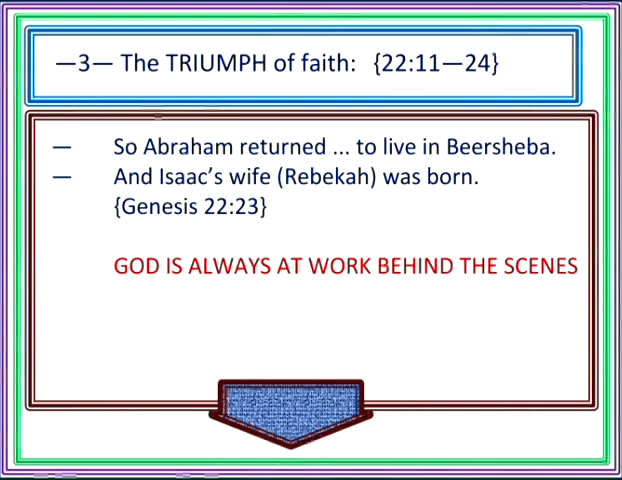 —3— The TRIUMPH of faith: {22:11—24}
— So Abraham returned ... to live in Beersheba.
— And Isaac’s wife (Rebekah) was born.
{Genesis 22:23}
GOD IS ALWAYS AT WORK BEHIND THE SCENES